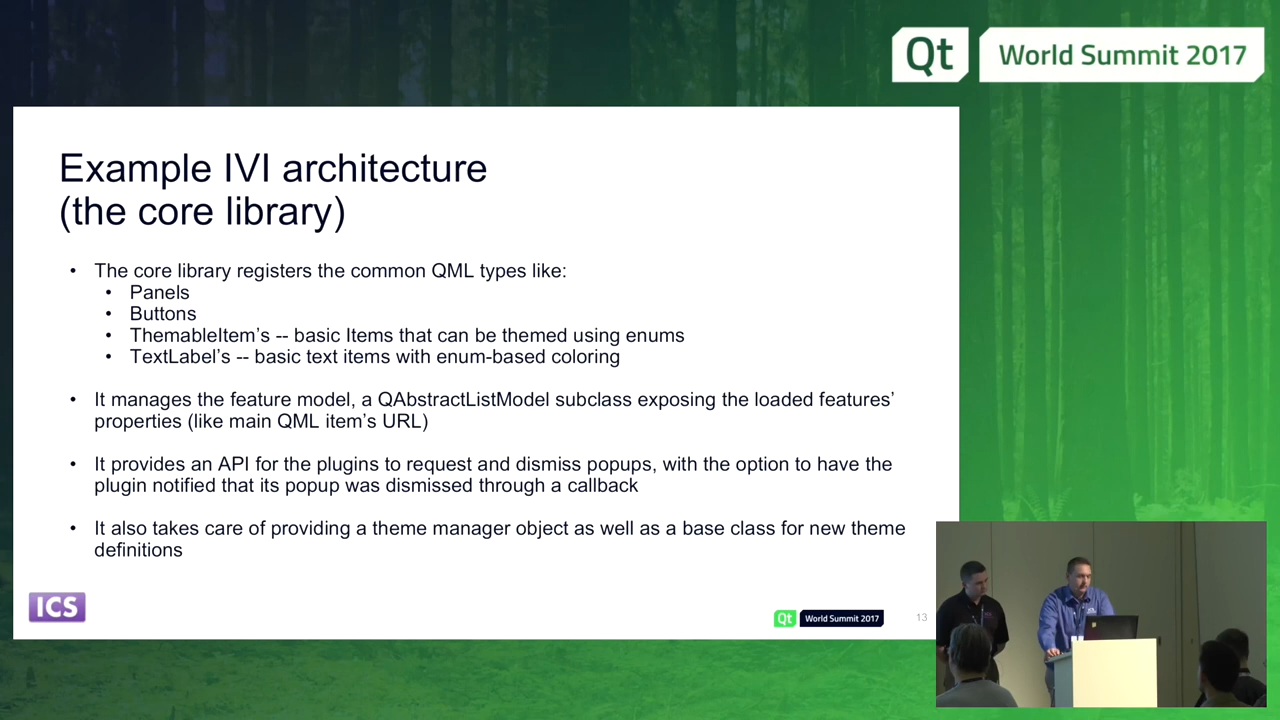 Qt World Summit 2017
Example IVI architecture
(the core library)
• The core library registers the common QML types like:
• Panels
• Buttons
• ThemableItem’s -- basic Items that can be themed using enums
• TextLabel’s -- basic text items with enum-based coloring
• It manages the feature model, a QAbstractListModel subclass exposing the loaded features’
properties (like main QML item’s URL)
• It provides an API for the plugins to request and dismiss popups, with the option to have the
plugin notified that its popup was dismissed through a callback
• It also takes care of providing a theme manager object as well as a base class for new theme
definitions
ICS
Qt World Summit 2017
13